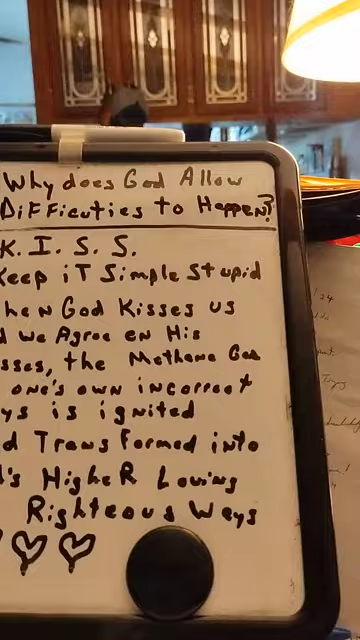 Why does God Allow
Difficuties to Happen?
K. I. S. S.
Keep iT Simple Stupid
hen God Kisses us
d we Agree en His
sses, the Methane Gas
one's own incorrect
ys is ignited
d Transformed into
's Higher Loving
Righteous Ways